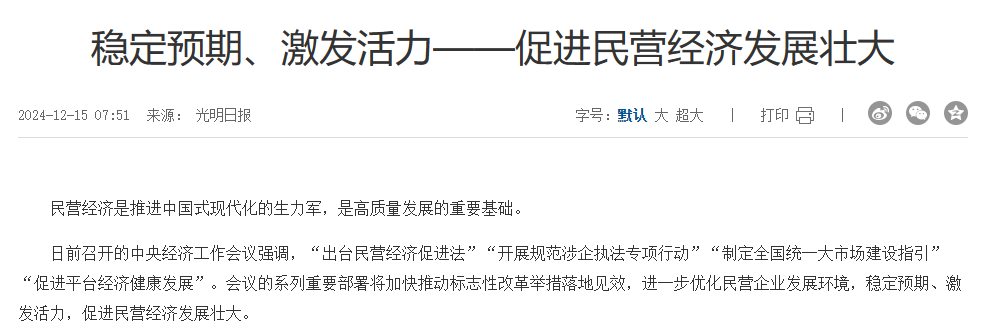 稳定预期、激发活力——促进民营经济发展壮大
2024-12-15 07:51 来源： 光明日报 字号：默认 大 超大 | 打印 |
民营经济是推进中国式现代化的生力军，是高质量发展的重要基础。
日前召开的中央经济工作会议强调，“出台民营经济促进法”“开展规范涉企执法专项行动”“制定全国统一大市场建设指引”
“促进平台经济健康发展”。会议的系列重要部署将加快推动标志性改革举措落地见效，进一步优化民营企业发展环境，稳定预期、激
发活力，促进民营经济发展壮大。